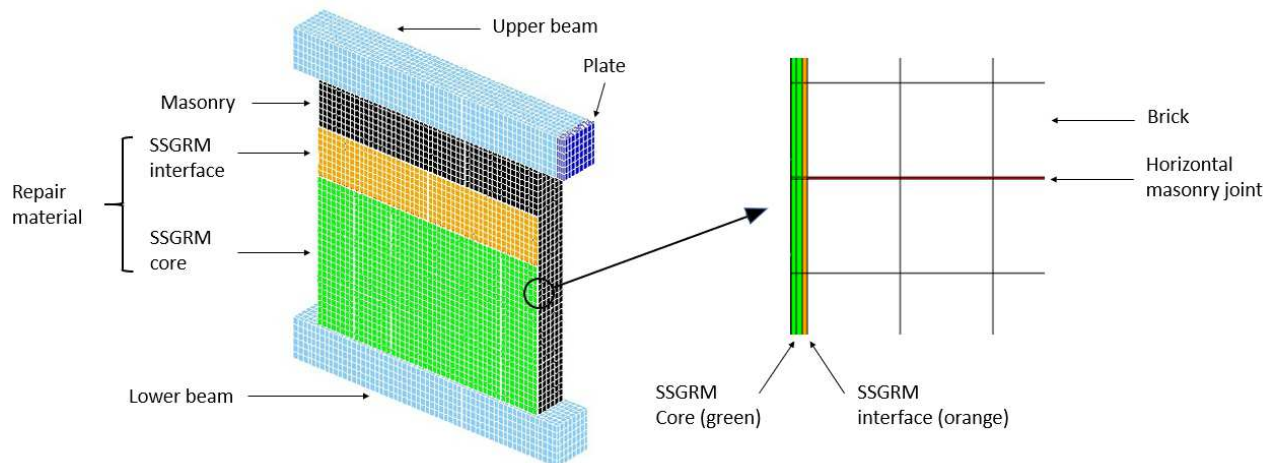 Upper beam
Plate
Masonry
SSGRM
interface
Repair
material
SSGRM
core
Lower beam
Brick
Horizontal
masonry joint
SSGRM
Core (green)
SSGRM
interface (orange)